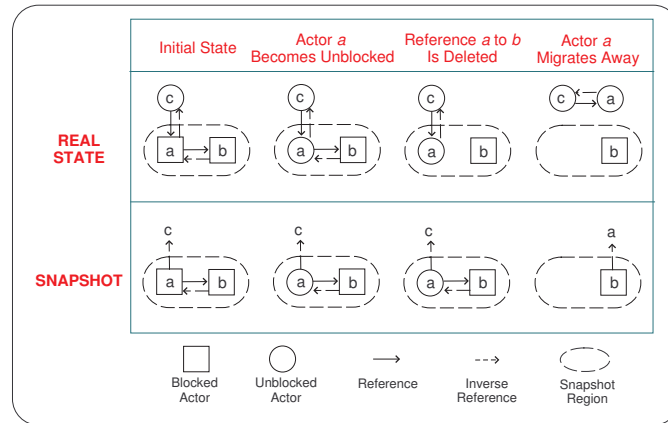 Initial State
Actor a
Becomes Unblocked
Reference a to b
Is Deleted
Actor a
Migrates Away
REAL
STATE
c
a b
c
a b
c
a b
c a
b
SNAPSHOT
c
a b
c
a b
c
a b
a
b
Blocked
Actor
Unblocked
Actor
Reference
Inverse
Reference
Snapshot
Region